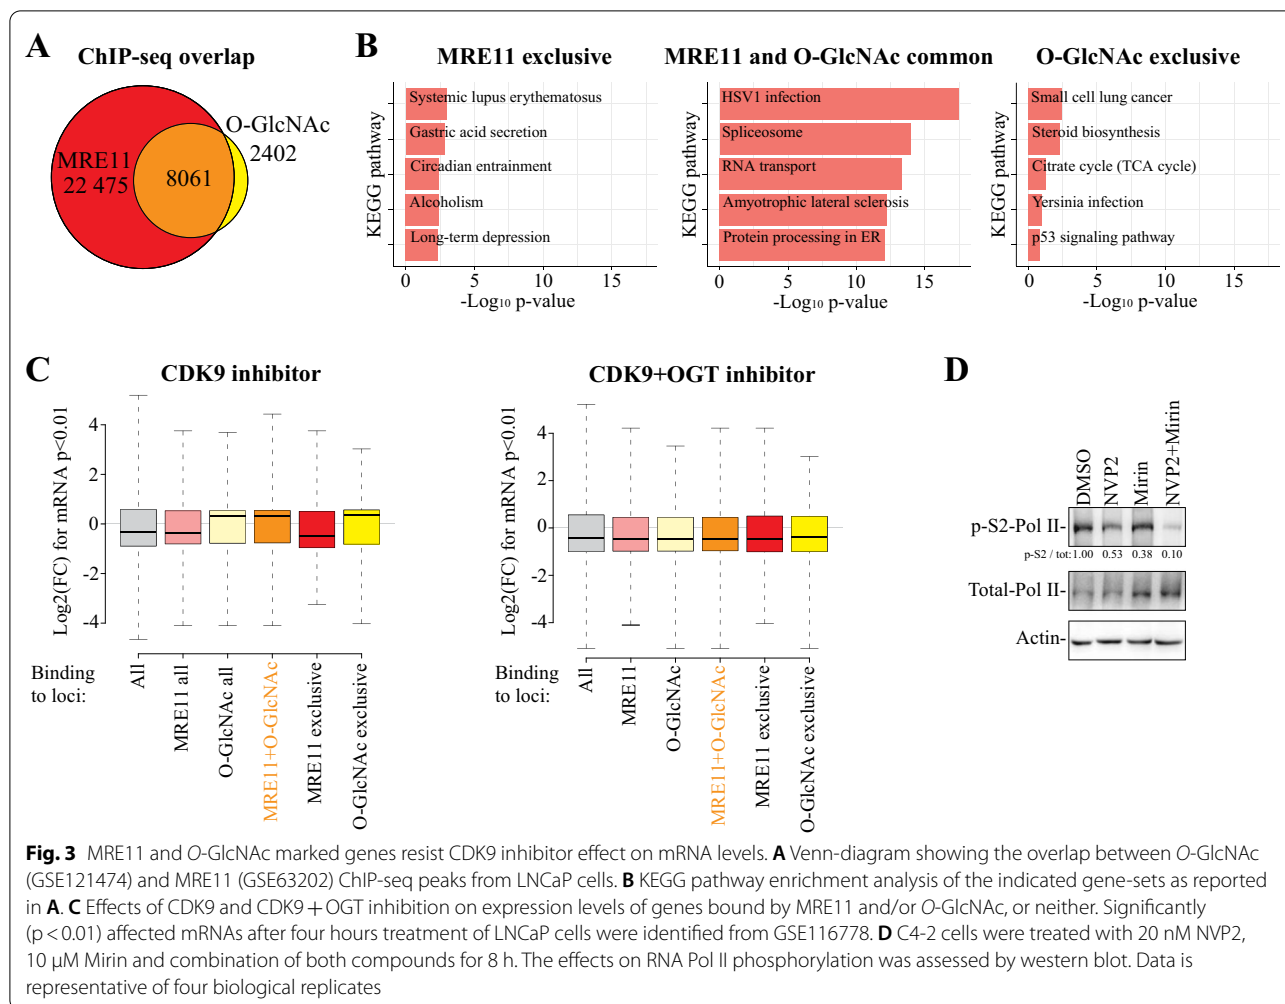 A
ChIP-seq overlap
MRE11
22 475
8061
O-GlcNAc
2402
B
MRE11 exclusive
KEGG pathway
Systemic lupus erythematosus
Gastric acid secretion
Circadian entrainment
Alcoholism
Long-term depression
0 5 10 15
-Log10 p-value
MRE11 and O-GlcNAc common
KEGG pathway
HSV1 infection
Spliceosome
RNA transport
Amyotrophic lateral sclerosis
Protein processing in ER
0 5 10 15
-Log10 p-value
O-GlcNAc exclusive
KEGG pathway
Small cell lung cancer
Steroid biosynthesis
Citrate cycle (TCA cycle)
Yersinia infection
p53 signaling pathway
0 5 10 15
-Log10 p-value
C
CDK9 inhibitor
Log2(FC) for mRNA p<0.01
4
2
0
-2
-4
Binding
to loci:
All
MRE11 all
O-GlcNAc all
MRE11+O-GlcNAc
MRE11 exclusive
O-GlcNAc exclusive
CDK9+OGT inhibitor
Log2(FC) for mRNA p<0.01
4
2
0
-2
-4
Binding
to loci:
All
MRE11
O-GlcNAc
MRE11+O-GlcNAc
MRE11 exclusive
O-GlcNAc exclusive
D
DMSO
NVP2
Mirin
NVP2+Mirin
p-S2-Pol II-
p-S2 / tot: 1.00 0.53 0.38 0.10
Total-Pol II-
Actin-
Fig. 3 MRE11 and O-GlcNAc marked genes resist CDK9 inhibitor effect on mRNA levels. A Venn-diagram showing the overlap between O-GlcNAc
(GSE121474) and MRE11 (GSE63202) ChIP-seq peaks from LNCaP cells. B KEGG pathway enrichment analysis of the indicated gene-sets as reported
in A. C Effects of CDK9 and CDK9 + OGT inhibition on expression levels of genes bound by MRE11 and/or O-GlcNAc, or neither. Significantly
(p < 0.01) affected mRNAs after four hours treatment of LNCaP cells were identified from GSE116778. D C4-2 cells were treated with 20 nM NVP2,
10 µM Mirin and combination of both compounds for 8 h. The effects on RNA Pol II phosphorylation was assessed by western blot. Data is
representative of four biological replicates